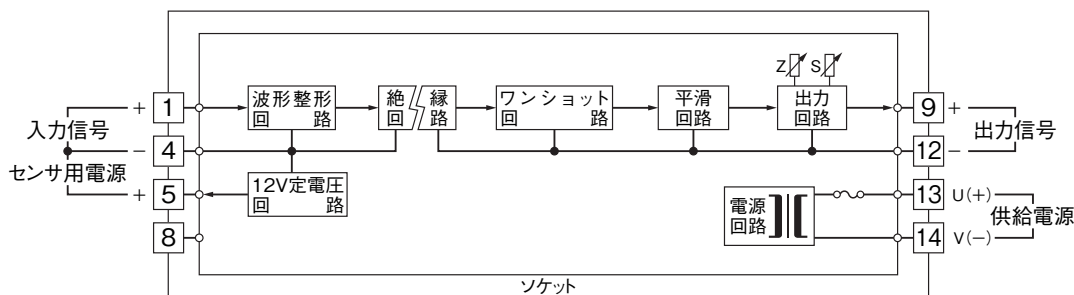 Z S
波形整形
回 路
絶 縁
回 路
ワンショット
回 路
平滑
回路
出力
回路
+ 1
入力信号
− 4
センサ用電源
+ 5
8
12V定電圧
回 路
電源
回路
9 +
出力信号
12 −
13 U(+)
供給電源
14 V(−)
ソケット